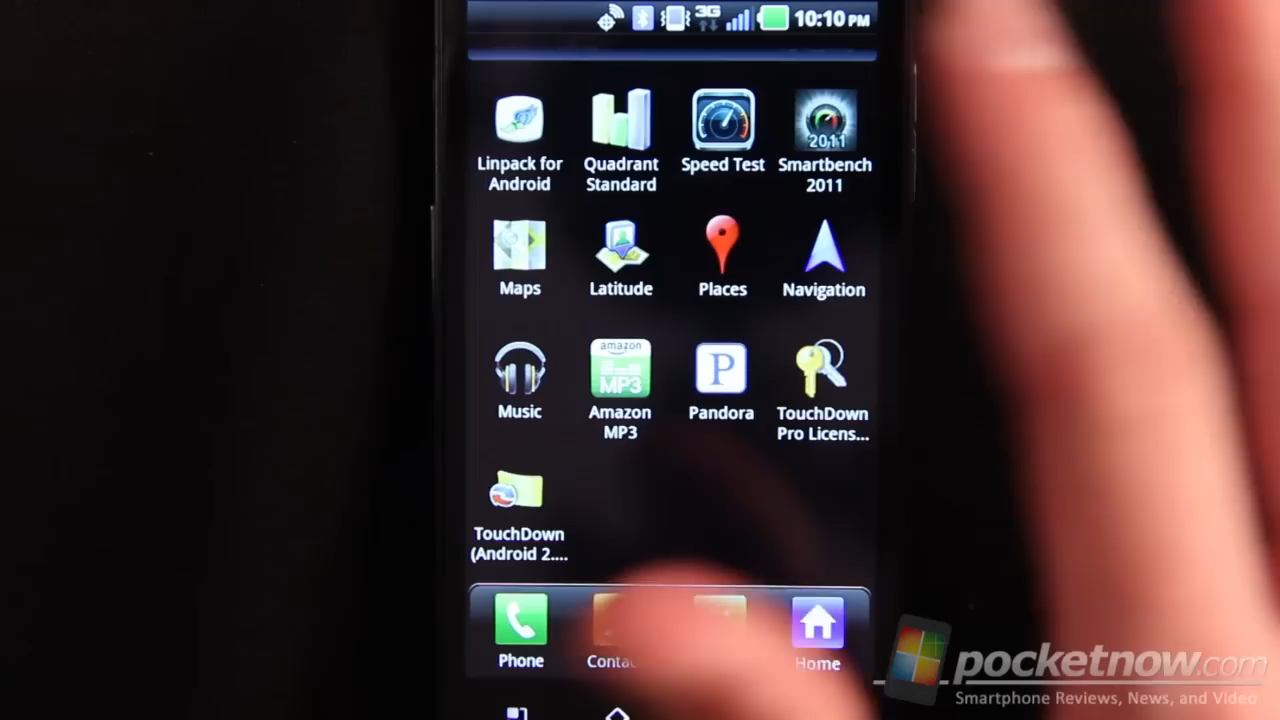 3G 10:10 PM
Linpack for Android
Quadrant Standard
Speed Test
2011
Smartbench 2011
Maps
Latitude
Places
Navigation
Music
amazon MP3
Amazon MP3
P
Pandora
TouchDown Pro Licens...
TouchDown (Android 2....
Phone
Conta
Home
pocketnow.com
Smartphone Reviews, News, and Video